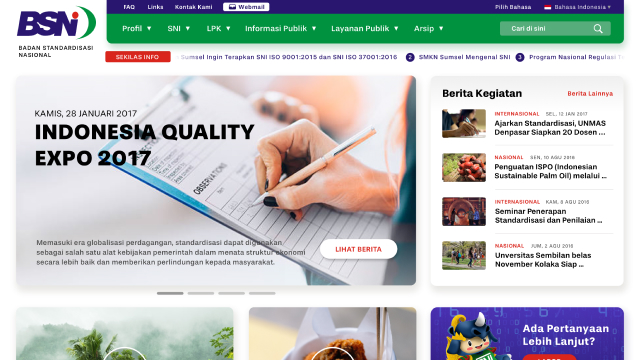 FAQ Links Kontak Kami Webmail Pilih Bahasa Bahasa Indonesia
BSN
BADAN STANDARDISASI
NASIONAL
Profil SNI LPK Informasi Publik Layanan Publik Arsip Cari di sini
SEKILAS INFO Sumsel Ingin Terapkan SNI ISO 9001:2015 dan SNI ISO 37001:2016 2 SMKN Sumsel Mengenal SNI 3 Program Nasional Regulasi
KAMIS, 28 JANUARI 2017
INDONESIA QUALITY
EXPO 2017
OBSERVATIONS
Memasuki era globalisasi perdagangan, standardisasi dapat digunakan
sebagai salah satu alat kebijakan pemerintah dalam menata struktur ekonomi
secara lebih baik dan memberikan perlindungan kepada masyarakat.
LIHAT BERITA
Berita Kegiatan Berita Lainnya
INTERNASIONAL SEL, 12 JAN 2017
Ajarkan Standardisasi, UNMAS
Denpasar Siapkan 20 Dosen ...
NASIONAL SEN, 10 AGU 2016
Penguatan ISPO (Indonesian
Sustainable Palm Oil) melalui ...
INTERNASIONAL KAM, 6 AGU 2016
Seminar Penerapan
Standardisasi dan Penilaian ...
NASIONAL JUM, 2 AGU 2016
Unversitas Sembilan belas
November Kolaka Siap ...
Ada Pertanyaan
Lebih Lanjut?